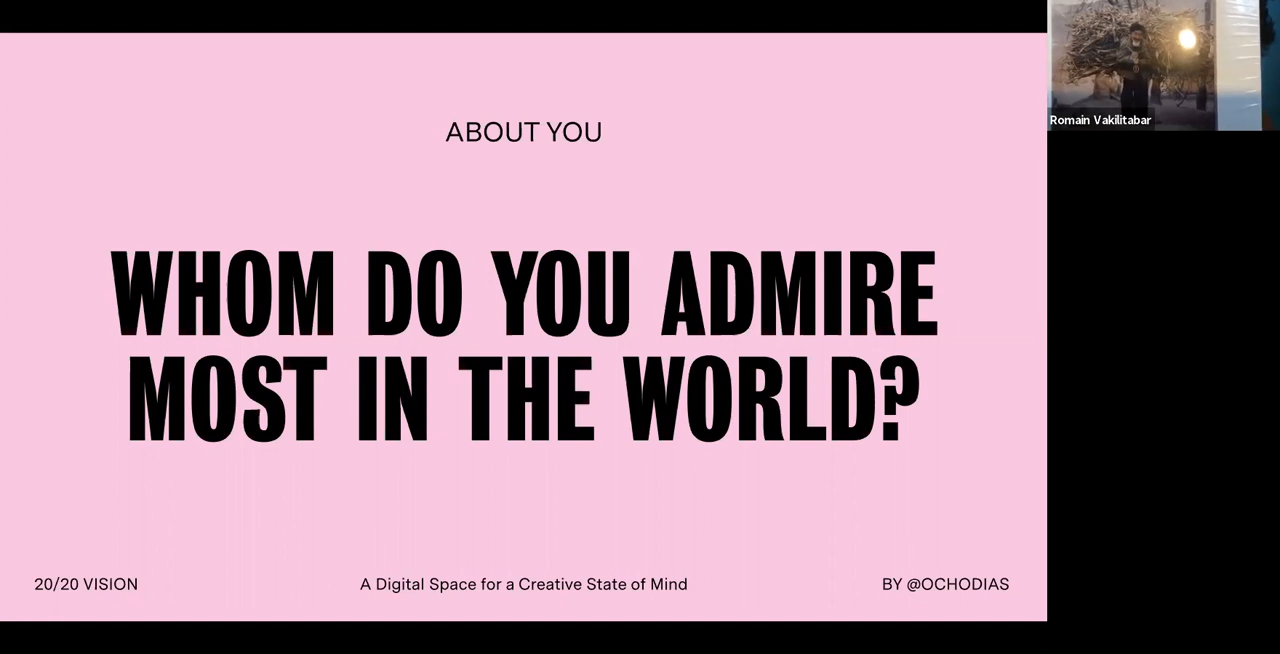 ABOUT YOU
WHOM DO YOU ADMIRE
MOST IN THE WORLD?
20/20 VISION
A Digital Space for a Creative State of Mind
BY @OCHODIAS
Romain Vakilitabar